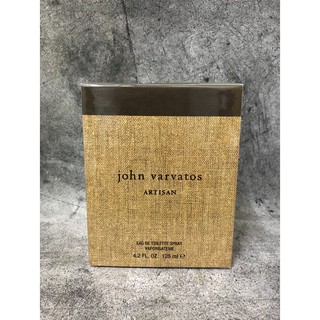 john varvatos
ARTISAN
EAU DE TOILETTE SPRAY
VAPORISATEUR
4.2 FL. OZ 125 ml ℮